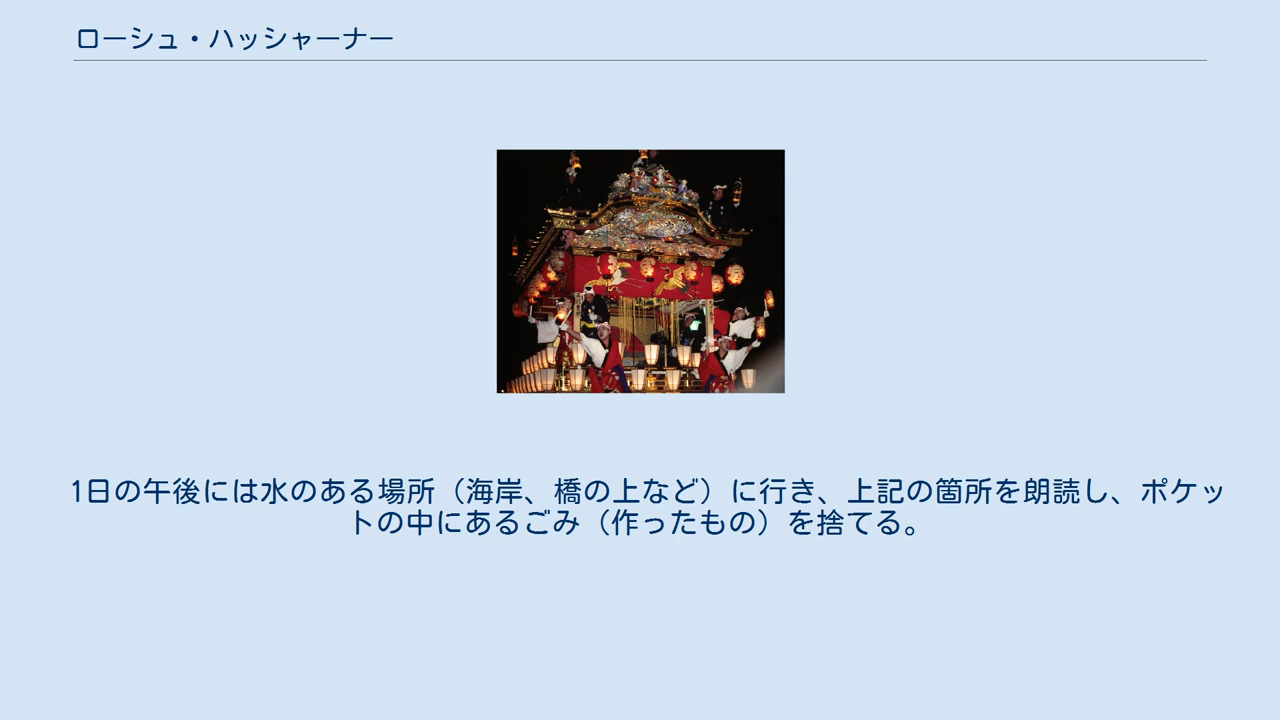 ローシュ・ハッシャーナー
1日の午後には水のある場所（海岸、橋の上など）に行き、上記の箇所を朗読し、ポケッ
トの中にあるごみ（作ったもの）を捨てる。